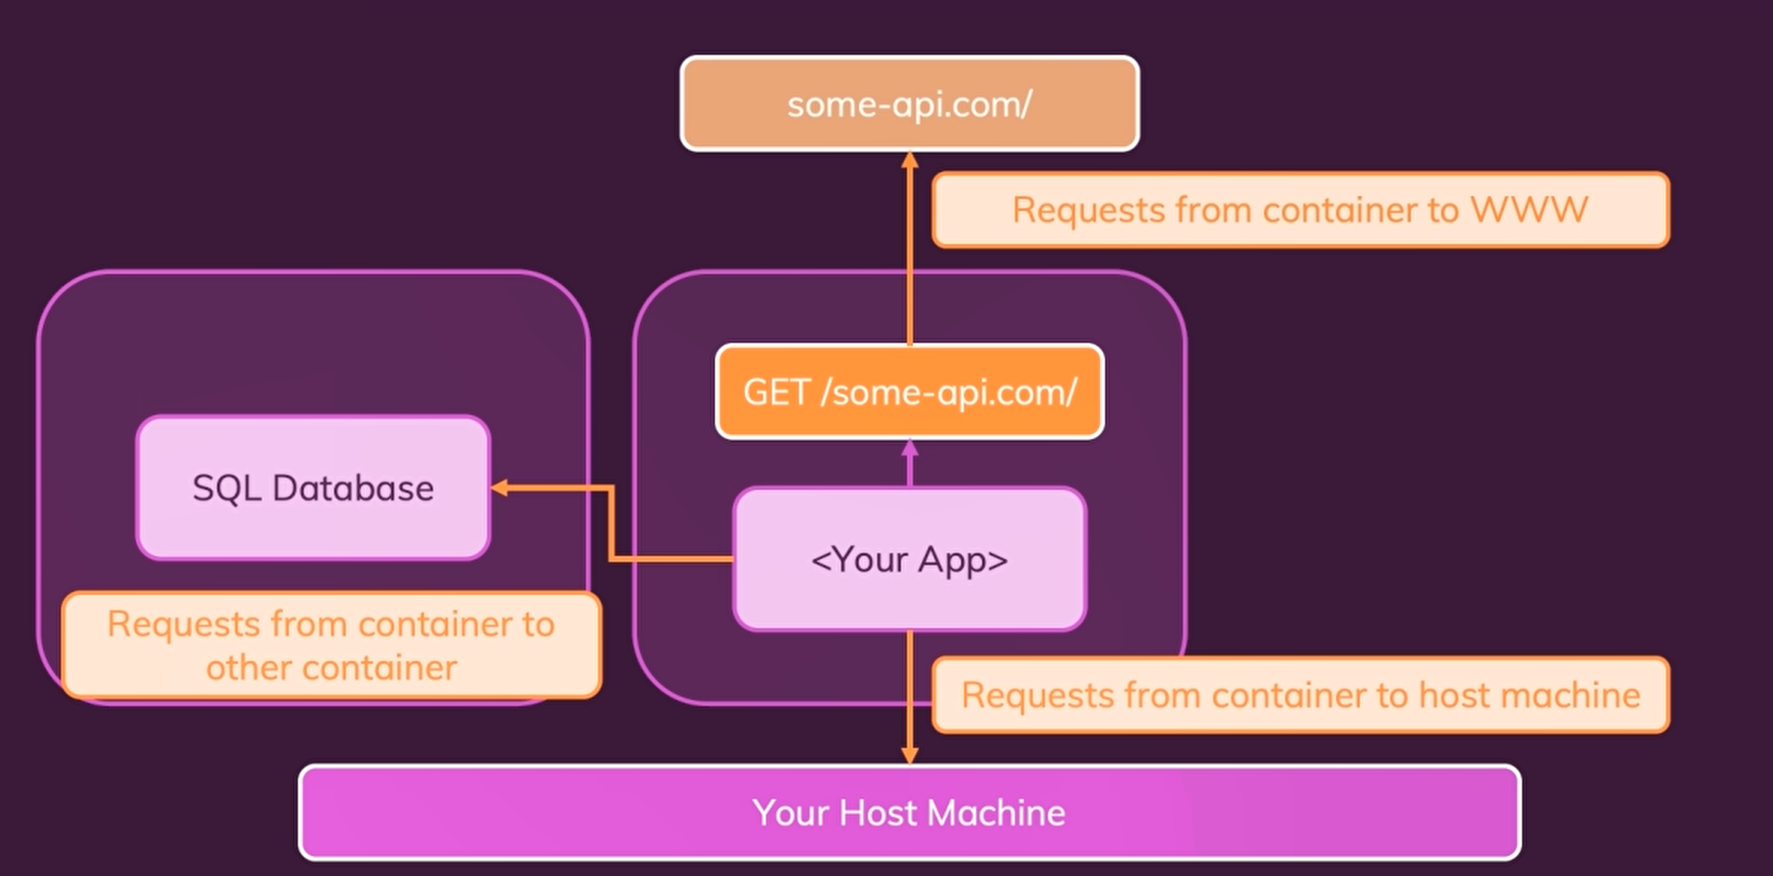 some-api.com/
Requests from container to WWW
GET /some-api.com/
SQL Database
<Your App>
Requests from container to
other container
Requests from container to host machine
Your Host Machine